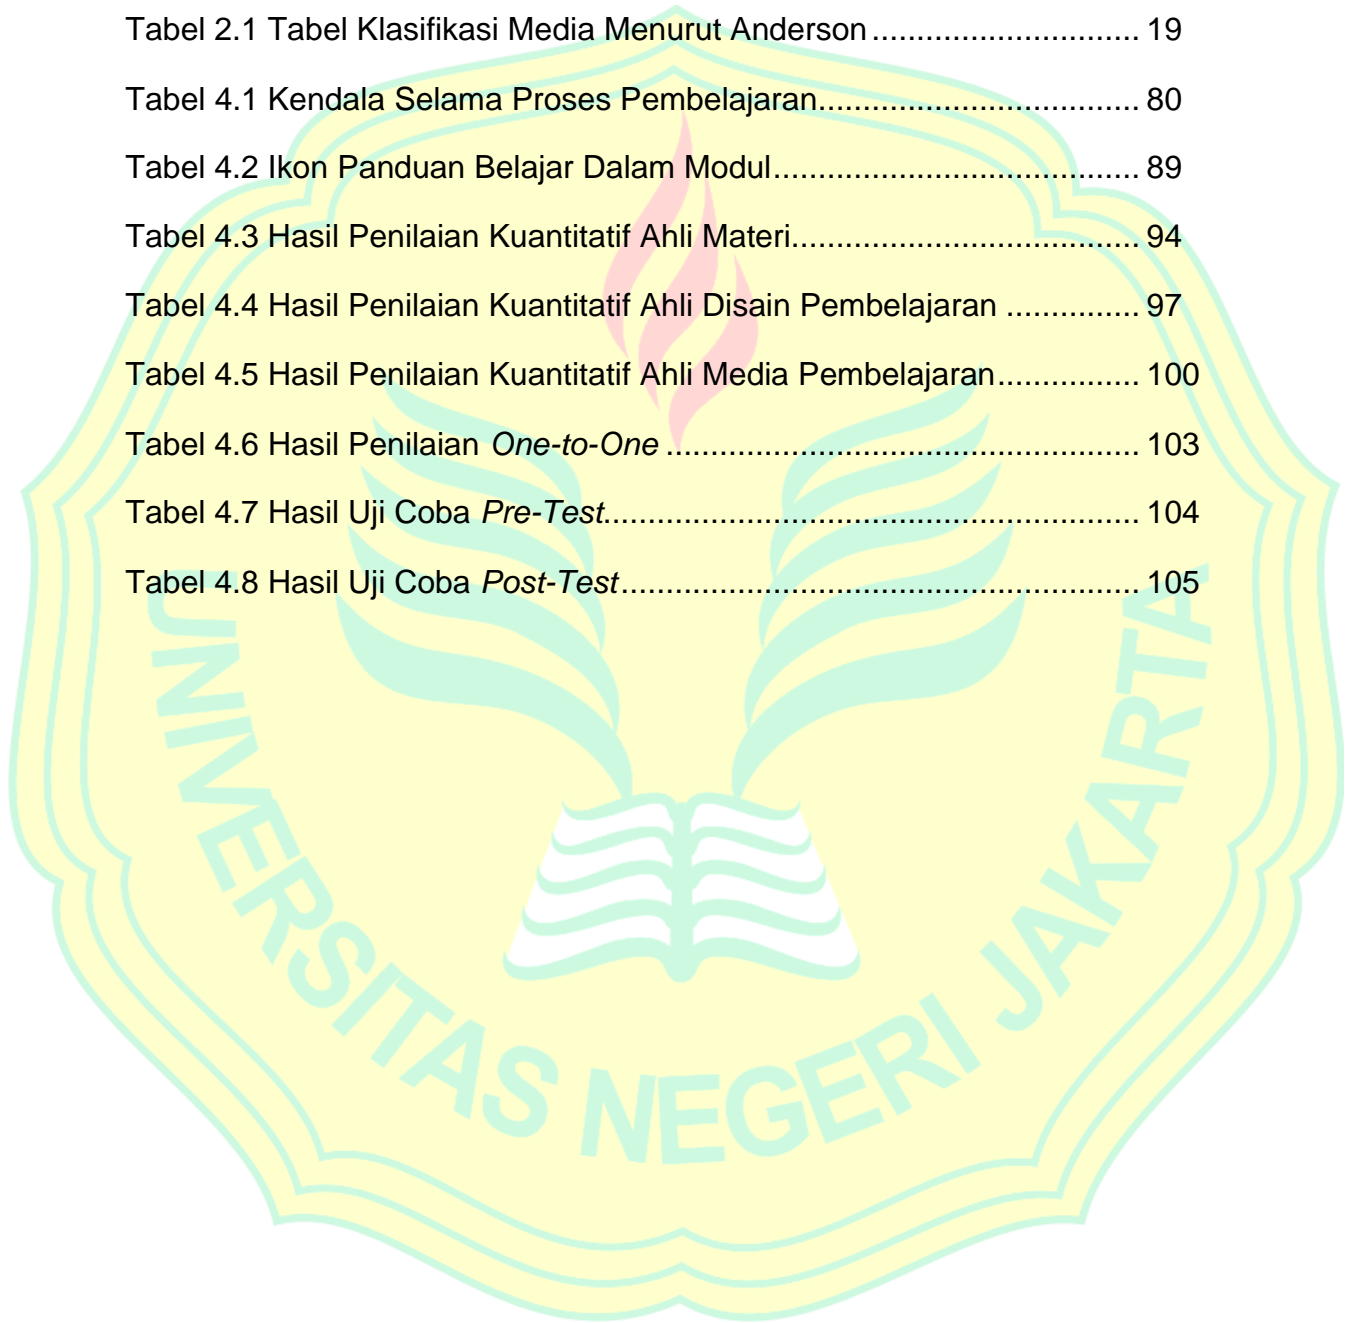 Tabel 2.1 Tabel Klasifikasi Media Menurut Anderson ............................. 19
Tabel 4.1 Kendala Selama Proses Pembelajaran................................... 80
Tabel 4.2 Ikon Panduan Belajar Dalam Modul........................................ 89
Tabel 4.3 Hasil Penilaian Kuantitatif Ahli Materi...................................... 94
Tabel 4.4 Hasil Penilaian Kuantitatif Ahli Disain Pembelajaran ............... 97
Tabel 4.5 Hasil Penilaian Kuantitatif Ahli Media Pembelajaran................ 100
Tabel 4.6 Hasil Penilaian One-to-One .................................................... 103
Tabel 4.7 Hasil Uji Coba Pre-Test.......................................................... 104
Tabel 4.8 Hasil Uji Coba Post-Test......................................................... 105
UNIVERSITAS NEGERI JAKARTA